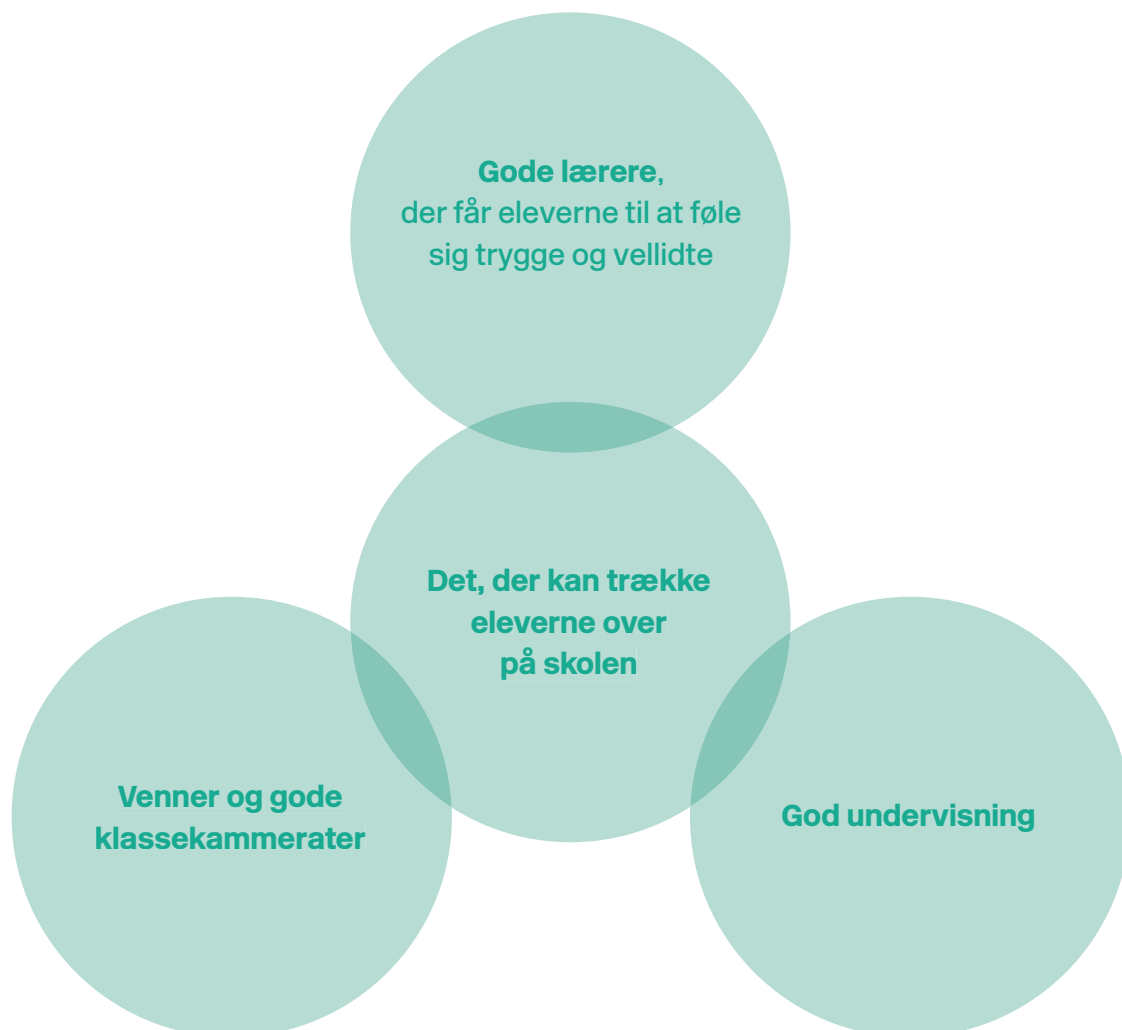 Gode lærere,
der får eleverne til at føle
sig trygge og vellidte
Det, der kan trække
eleverne over
på skolen
Venner og gode
klassekammerater
God undervisning